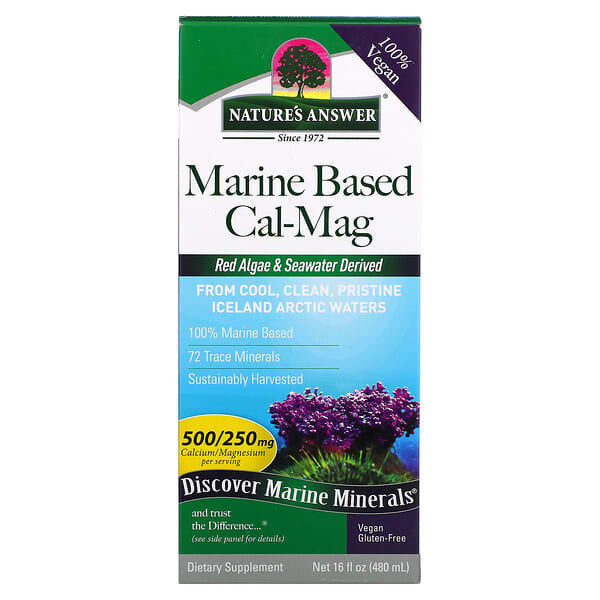 100%
Vegan
NATURE'S ANSWER®
Since 1972
Marine Based
Cal-Mag
Red Algae & Seawater Derived
FROM COOL, CLEAN, PRISTINE
ICELAND ARCTIC WATERS
100% Marine Based
72 Trace Minerals
Sustainably Harvested
500/250mg
Calcium/Magnesium
per serving
Discover Marine Minerals®
and trust
the Difference...®
(see side panel for details)
Vegan
Gluten-Free
Dietary Supplement
Net 16 fl oz (480 mL)